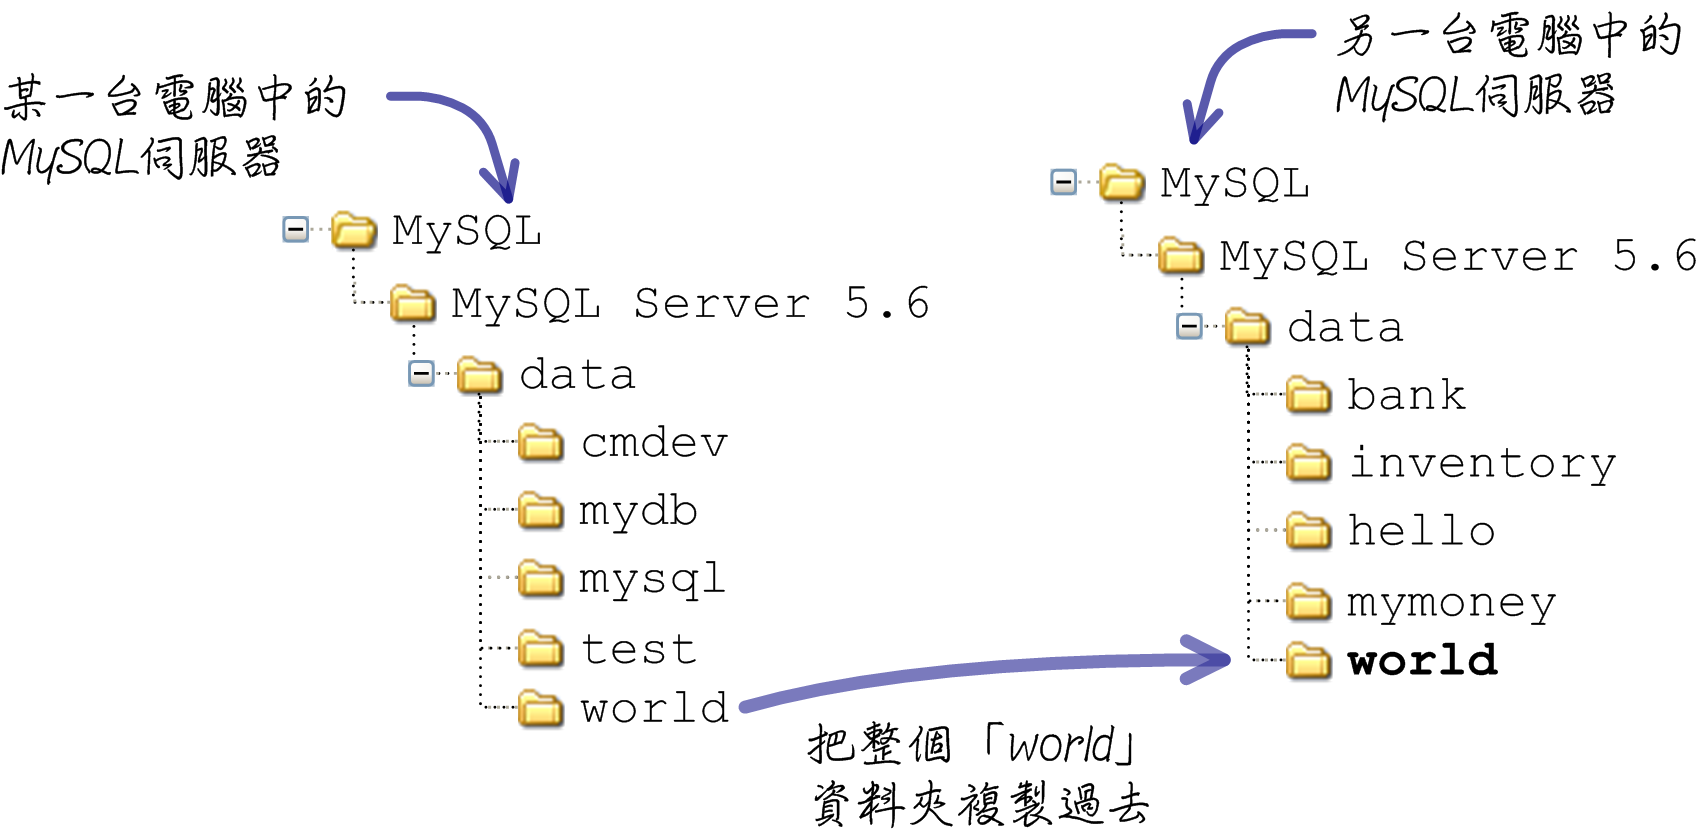 某一台電腦中的
MySQL伺服器
MySQL
MySQL Server 5.6
data
cmdev
mydb
mysql
test
world
另一台電腦中的
MySQL伺服器
MySQL
MySQL Server 5.6
data
bank
inventory
hello
mymoney
world
把整個「world」
資料夾複製過去